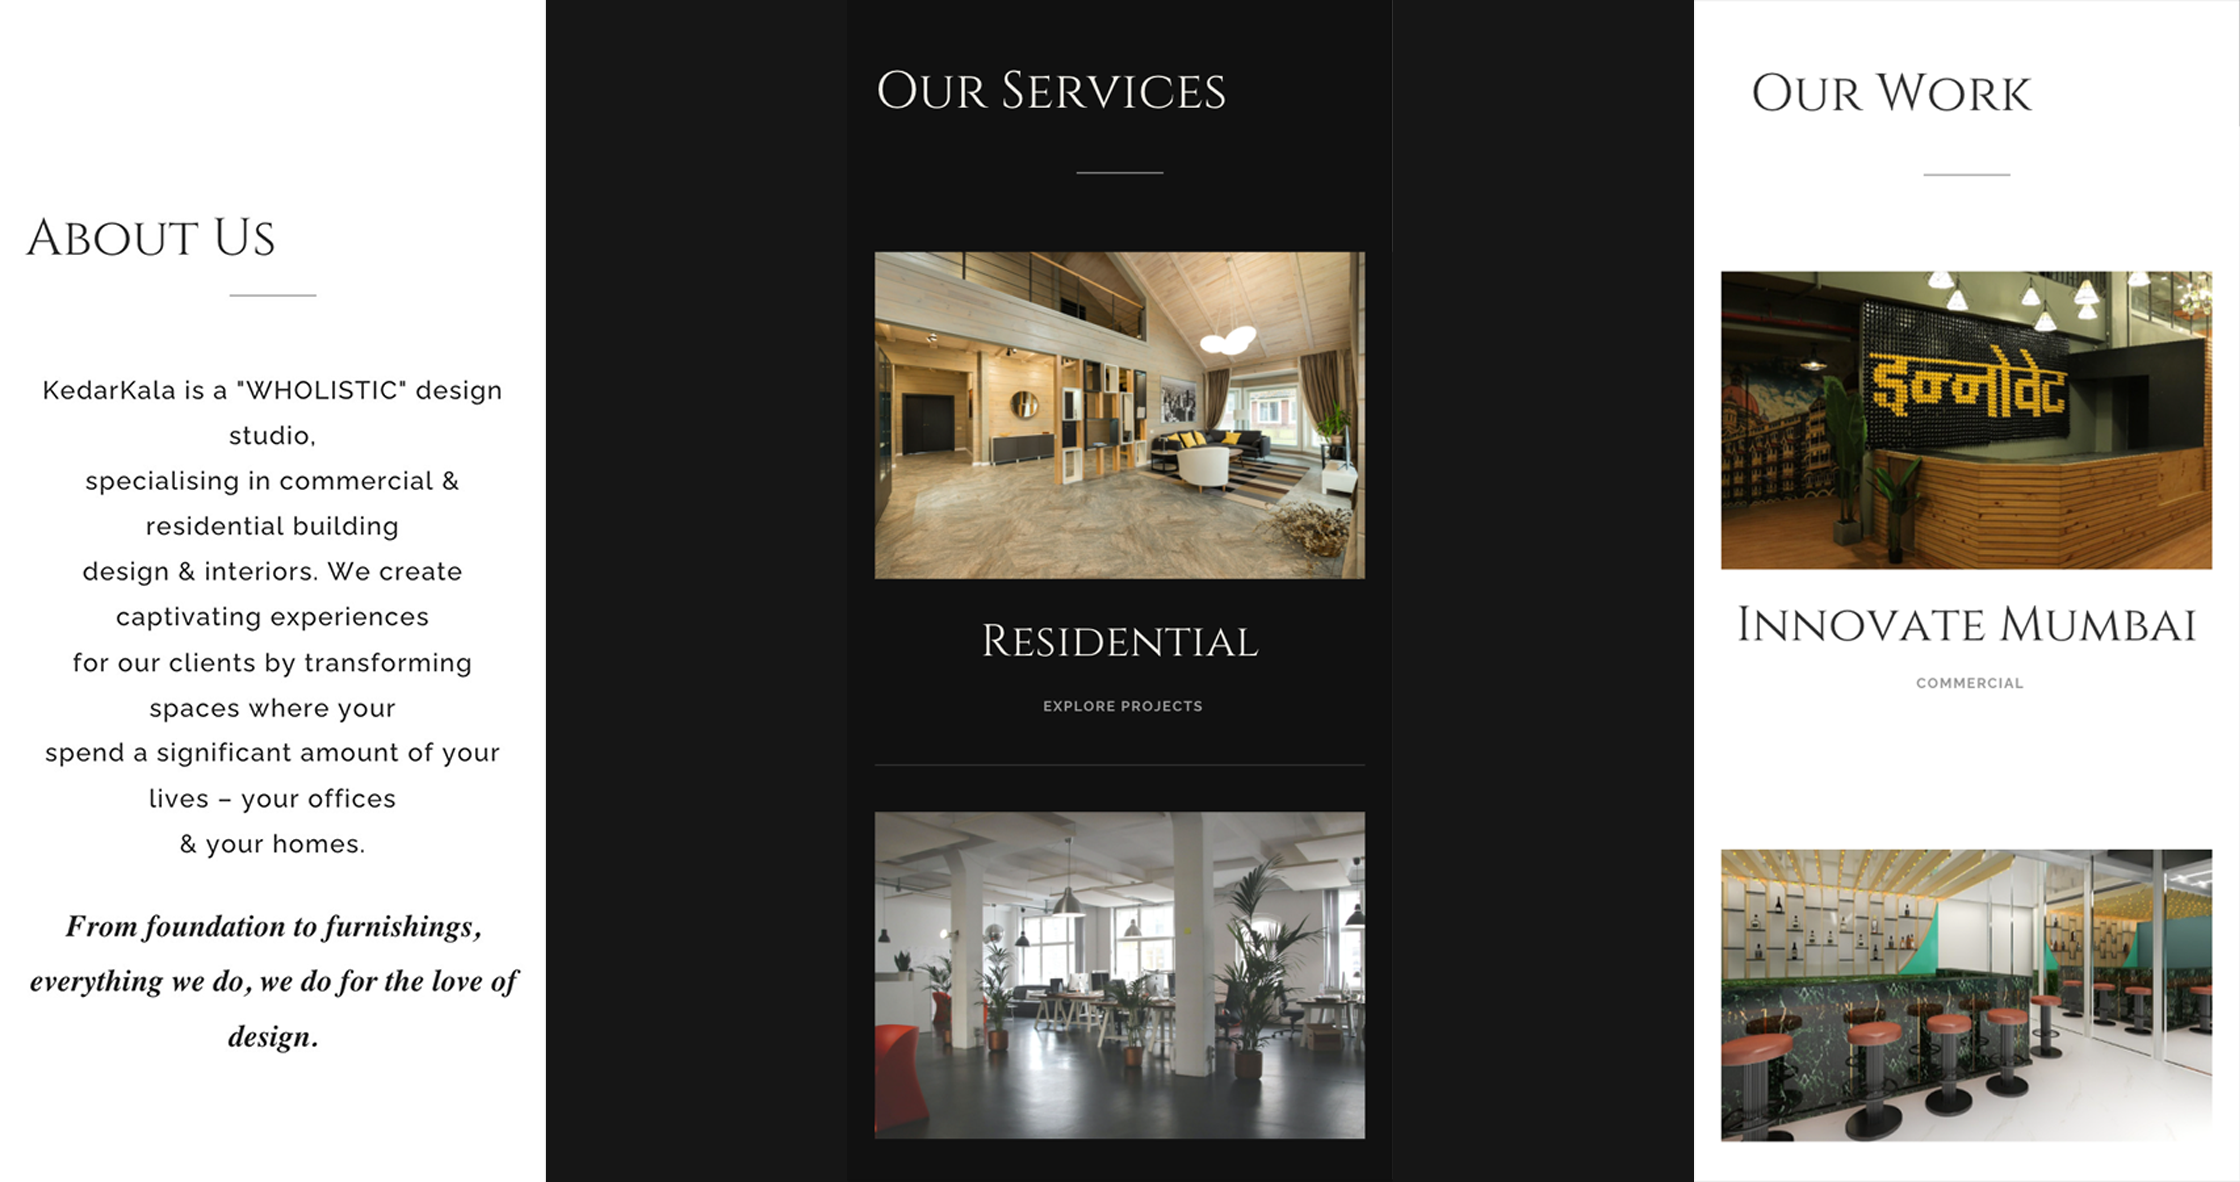 About Us
KedarKala is a "WHOLISTIC" design
studio,
specialising in commercial &
residential building
design & interiors. We create
captivating experiences
for our clients by transforming
spaces where your
spend a significant amount of your
lives – your offices
& your homes.
From foundation to furnishings,
everything we do, we do for the love of
design.
Our Services
Residential
EXPLORE PROJECTS
Our Work
इन्नोवेट
Innovate Mumbai
COMMERCIAL